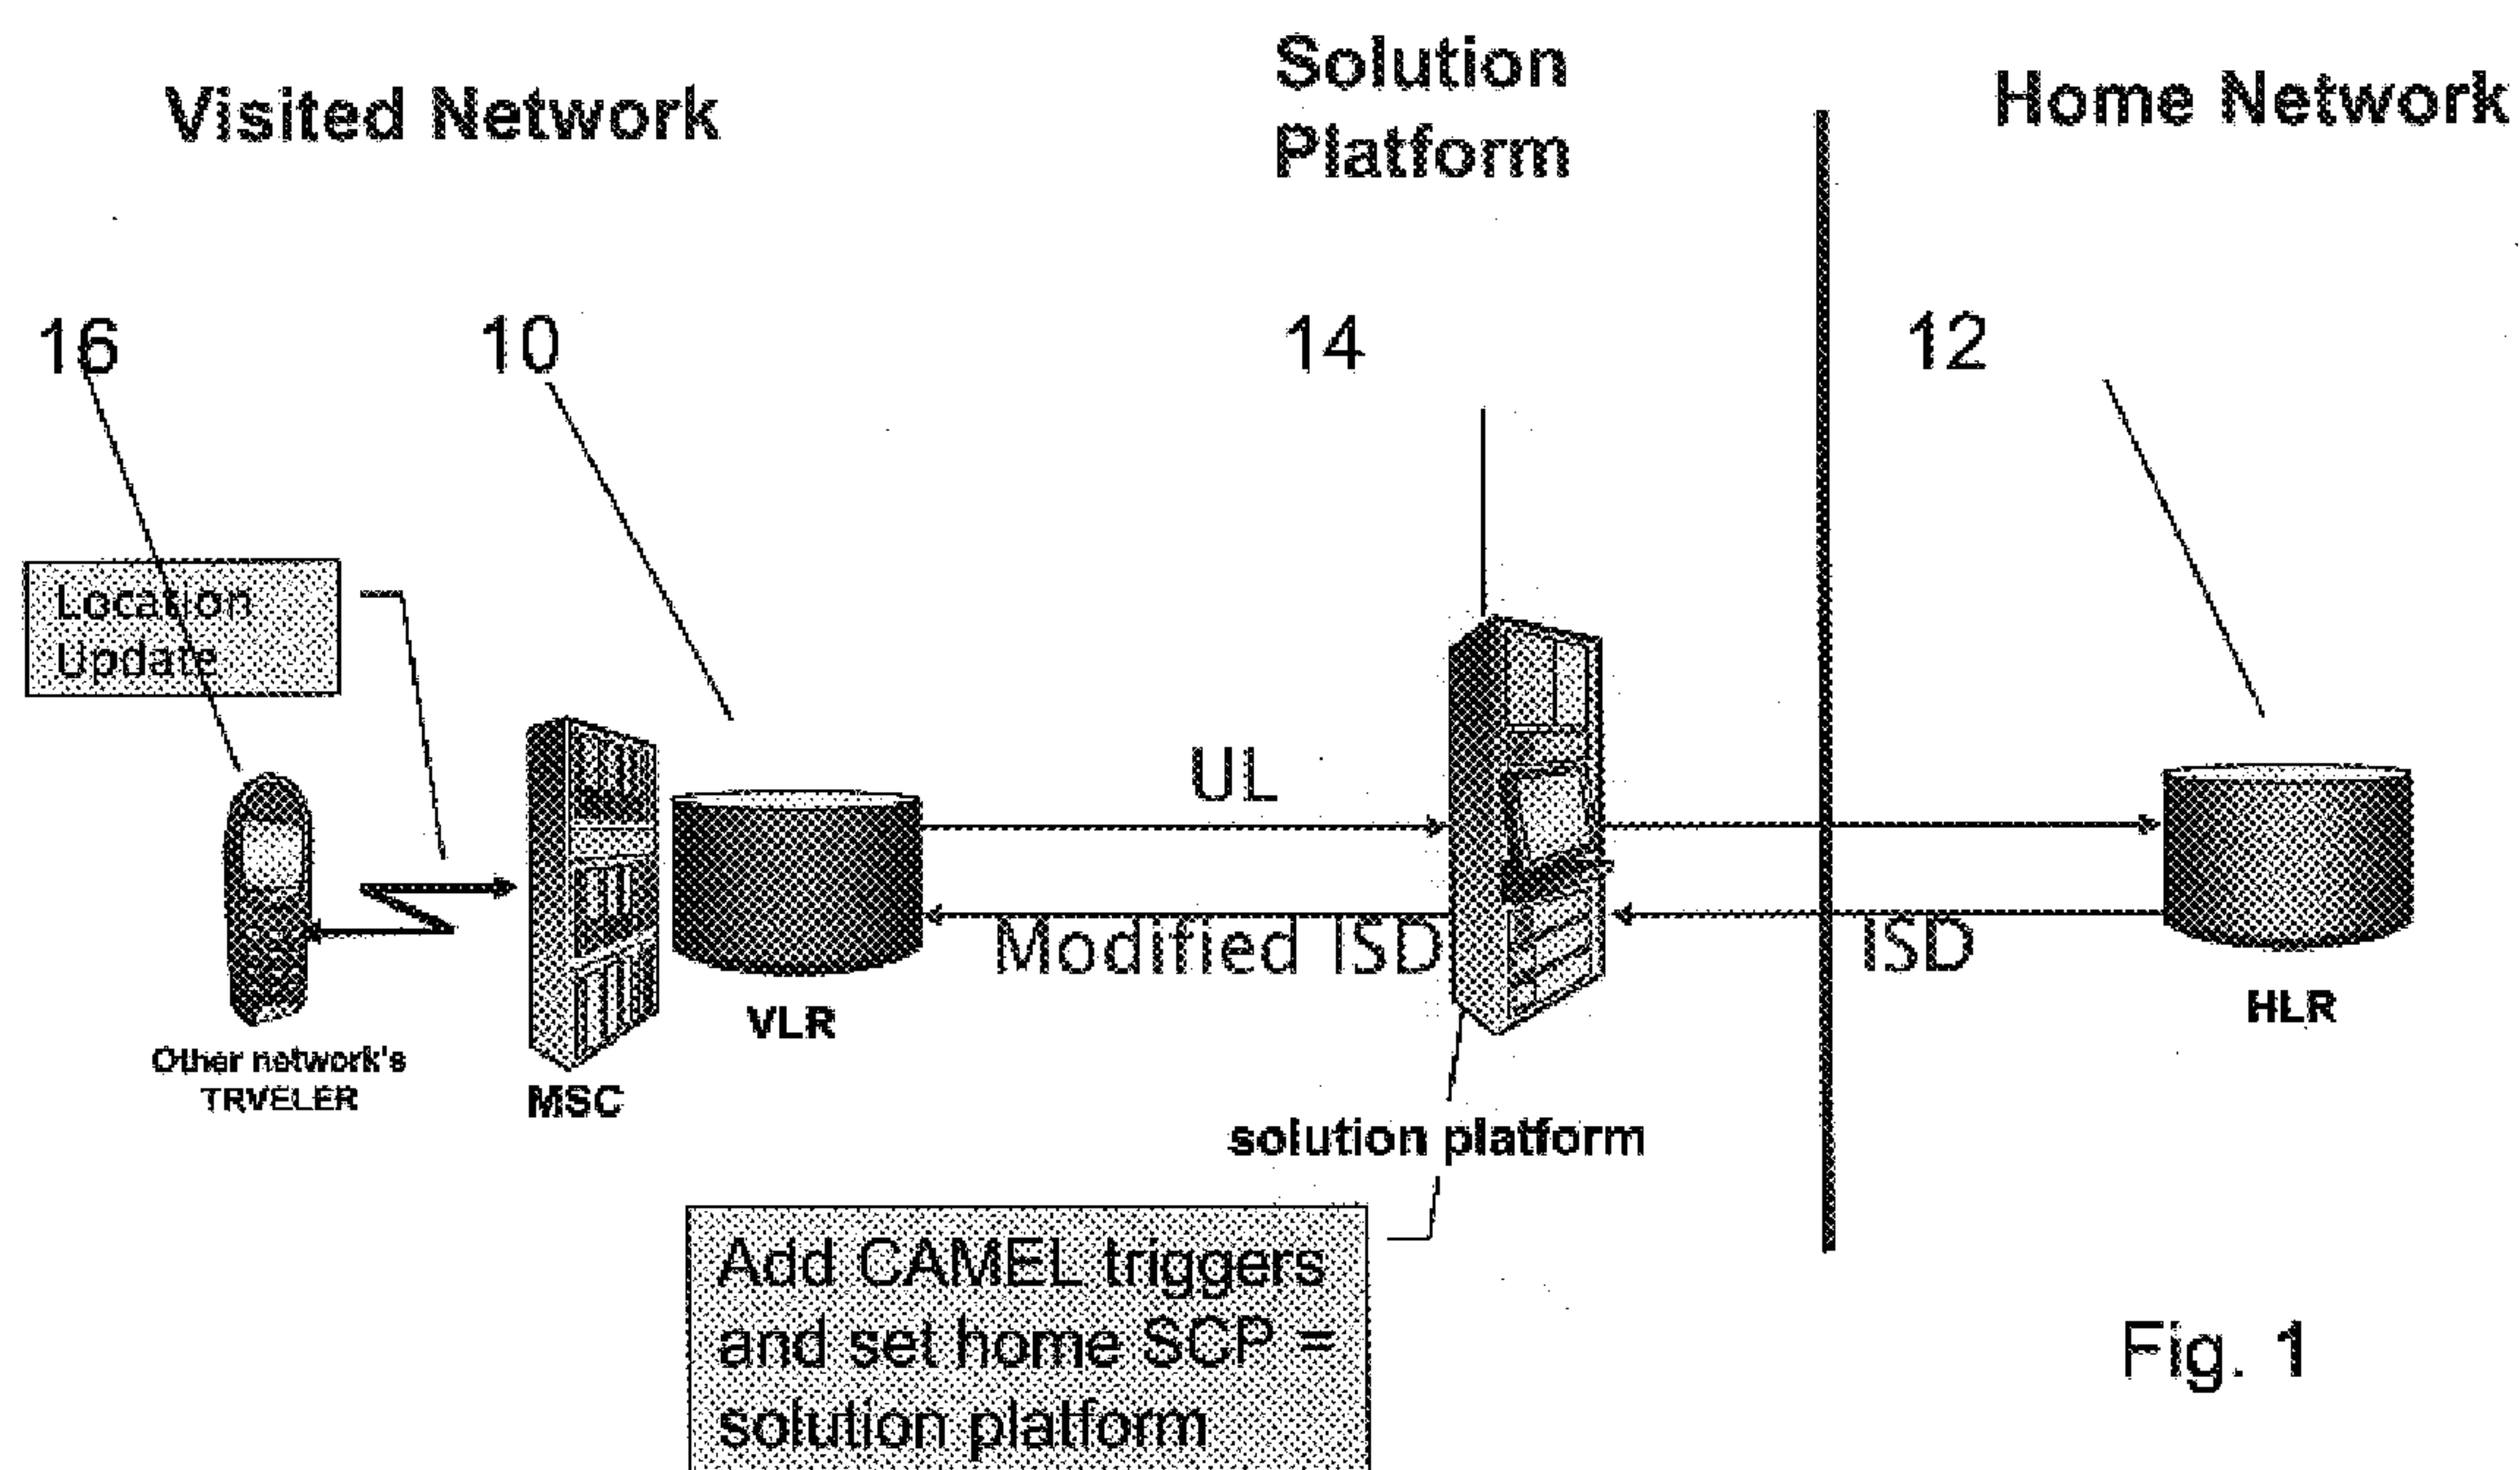 Visited Network
Solution
Platform
Home Network
16
10
14
12
Location
Update
UL
Modified ISD
ISD
VLR
HLR
Other network's
TRVELER
MSC
solution platform
Add CAMEL triggers
and set home SCP =
solution platform
Fig. 1